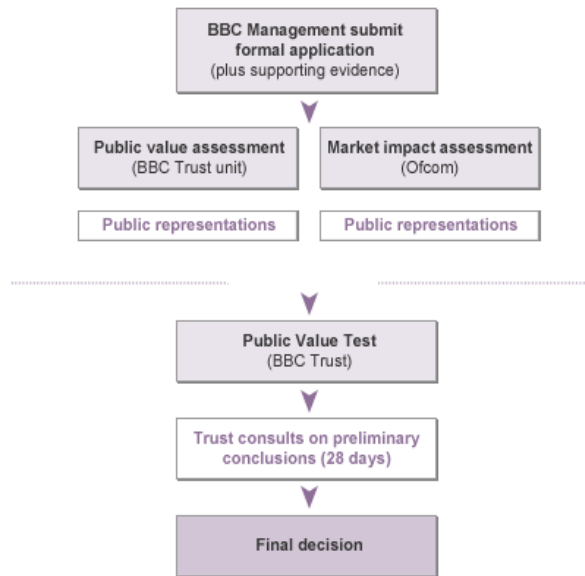 BBC Management submit
formal application
(plus supporting evidence)
Public value assessment
(BBC Trust unit)
Market impact assessment
(Ofcom)
Public representations
Public representations
Public Value Test
(BBC Trust)
Trust consults on preliminary
conclusions (28 days)
Final decision